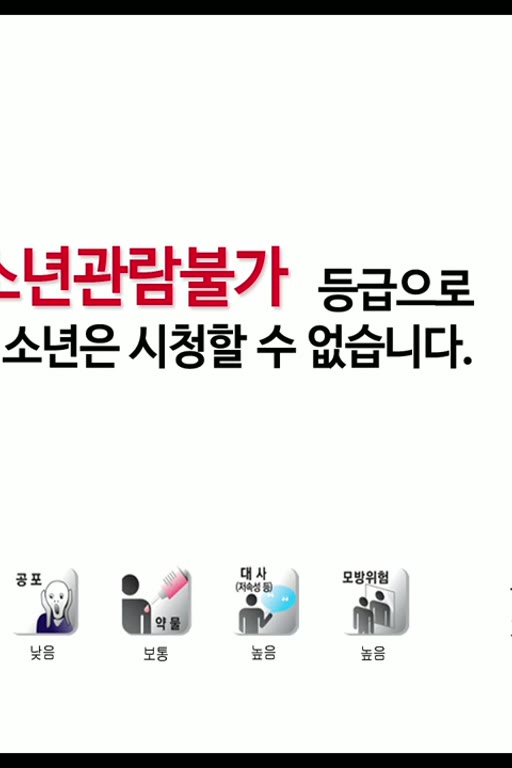 소년관람불가 등급으로
소년은 시청할 수 없습니다.
공포
약물
대사
(저속성 등)
모방위험
낮음 보통 높음 높음